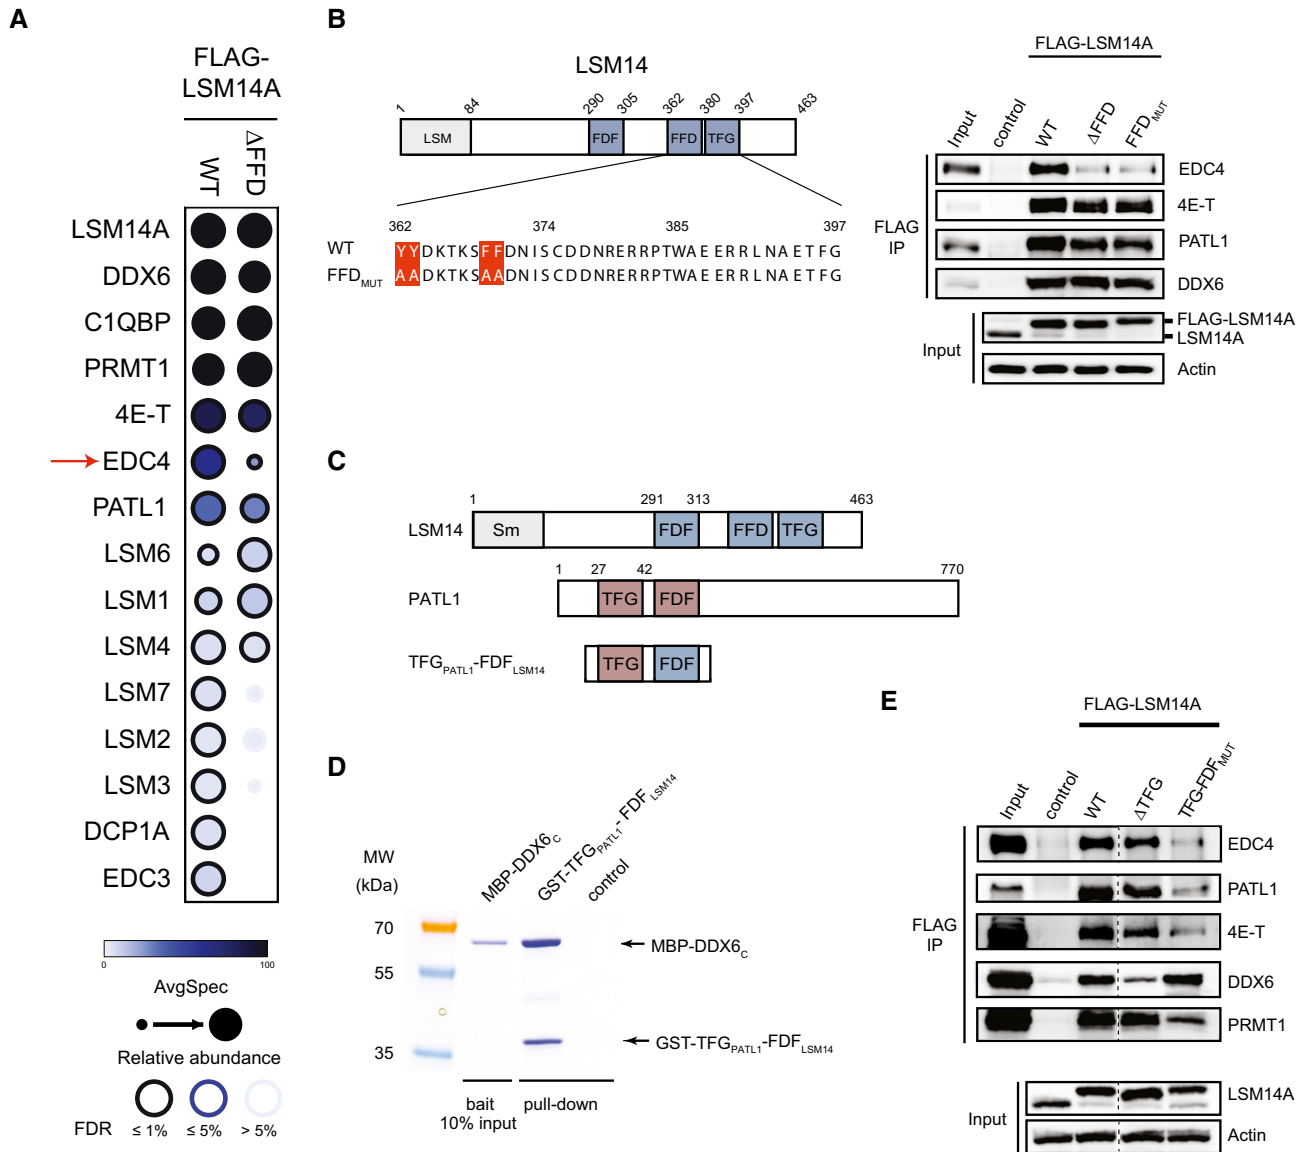 A
FLAG-
LSM14A
WT
ΔFFD
LSM14A
DDX6
C1QBP
PRMT1
4E-T
EDC4
PATL1
LSM6
LSM1
LSM4
LSM7
LSM2
LSM3
DCP1A
EDC3
0
100
AvgSpec
Relative abundance
FDR ≤ 1% ≤ 5% > 5%
B
LSM14
1 84 290 305 362 380 397 463
LSM FDF FFD TFG
362 374 385 397
WT YYDKTKSFFDNISCDDNRERRPTWAEERRLNAETFG
FFDMUT AADKTKSAADNISCDDNRERRPTWAEERRLNAETFG
FLAG-LSM14A
Input control WT ΔFFD FFDMUT
FLAG
IP
EDC4
4E-T
PATL1
DDX6
Input
FLAG-LSM14A
LSM14A
Actin
C
1 291 313 463
LSM14 Sm FDF FFD TFG
1 27 42 770
PATL1 TFG FDF
TFGPATL1-FDFLSM14 TFG FDF
D
MW
(kDa)
MBP-DDX6C
GST-TFGPATL1-FDFLSM14
control
70
55
35
MBP-DDX6C
GST-TFGPATL1-FDFLSM14
bait
10% input
pull-down
E
FLAG-LSM14A
Input control WT ΔTFG TFG-FDFMUT
FLAG
IP
EDC4
PATL1
4E-T
DDX6
PRMT1
Input
LSM14A
Actin